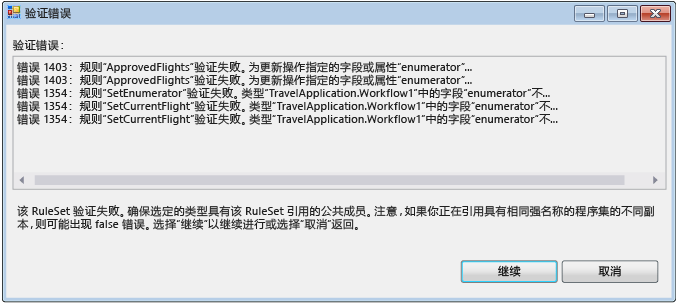 验证错误
验证错误：
错误 1403：规则"ApprovedFlights"验证失败。为更新操作指定的字段或属性"enumerator"...
错误 1403：规则"ApprovedFlights"验证失败。为更新操作指定的字段或属性"enumerator"...
错误 1354：规则"SetEnumerator"验证失败。类型"TravelApplication.Workflow1"中的字段"enumerator"不...
错误 1354：规则"SetCurrentFlight"验证失败。类型"TravelApplication.Workflow1"中的字段"enumerator"不...
错误 1354：规则"SetCurrentFlight"验证失败。类型"TravelApplication.Workflow1"中的字段"enumerator"不...
该 RuleSet 验证失败。确保选定的类型具有该 RuleSet 引用的公共成员。注意，如果你正在引用具有相同强名称的程序集的不同副
本，则可能出现 false 错误。选择"继续"以继续进行或选择"取消"返回。
继续
取消